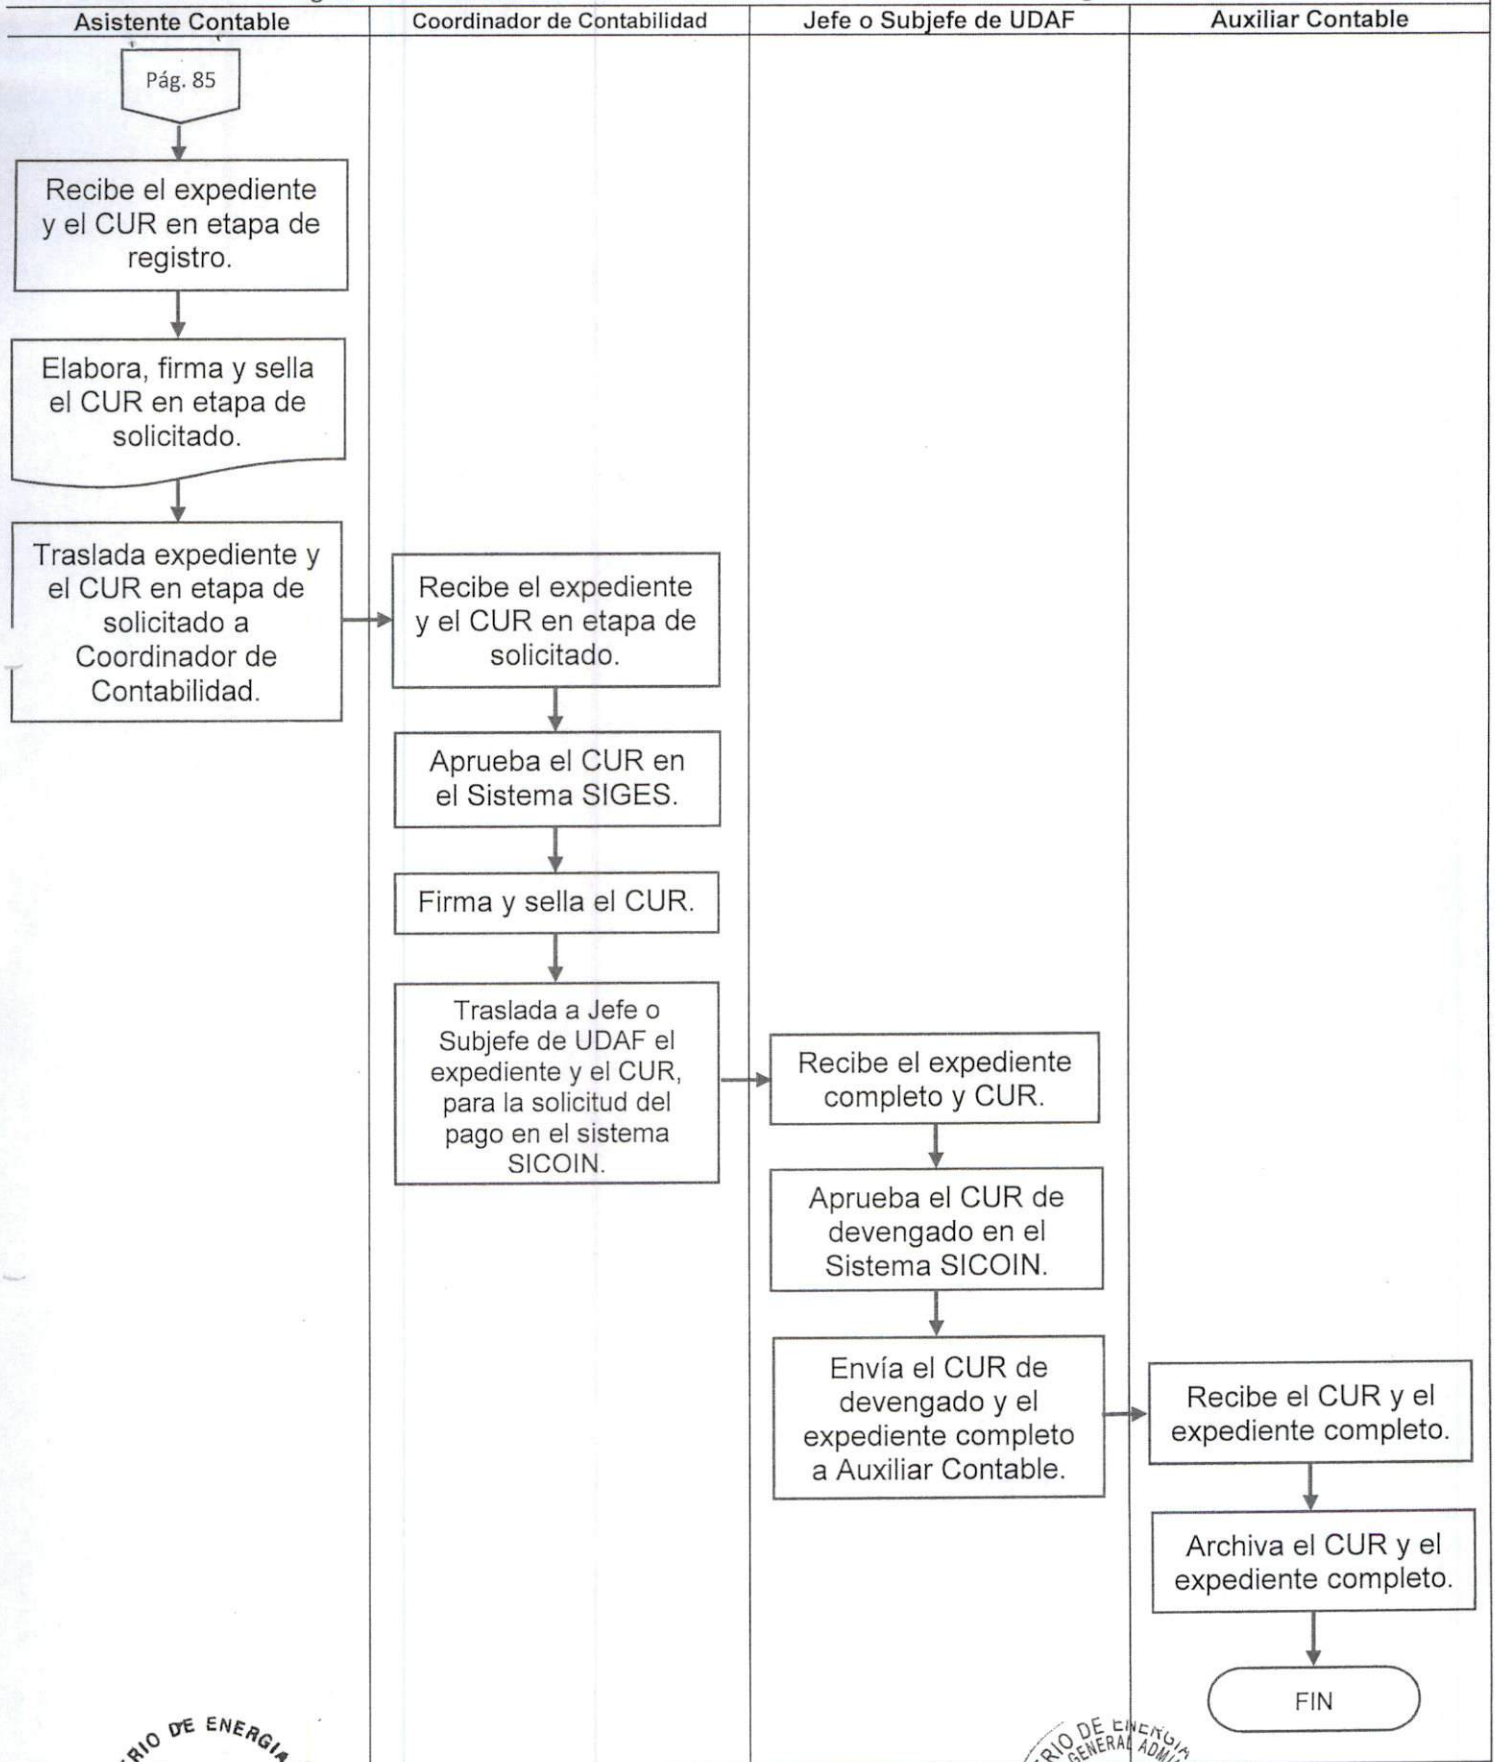 Asistente Contable
Coordinador de Contabilidad
Jefe o Subjefe de UDAF
Auxiliar Contable
Pág. 85
Recibe el expediente
y el CUR en etapa de
registro.
Elabora, firma y sella
el CUR en etapa de
solicitado.
Traslada expediente y
el CUR en etapa de
solicitado a
Coordinador de
Contabilidad.
Recibe el expediente
y el CUR en etapa de
solicitado.
Aprueba el CUR en
el Sistema SIGES.
Firma y sella el CUR.
Traslada a Jefe o
Subjefe de UDAF el
expediente y el CUR,
para la solicitud del
pago en el sistema
SICOIN.
Recibe el expediente
completo y CUR.
Aprueba el CUR de
devengado en el
Sistema SICOIN.
Envía el CUR de
devengado y el
expediente completo
a Auxiliar Contable.
Recibe el CUR y el
expediente completo.
Archiva el CUR y el
expediente completo.
FIN
DE ENERGIA
DE ENERGIA
GENERAL